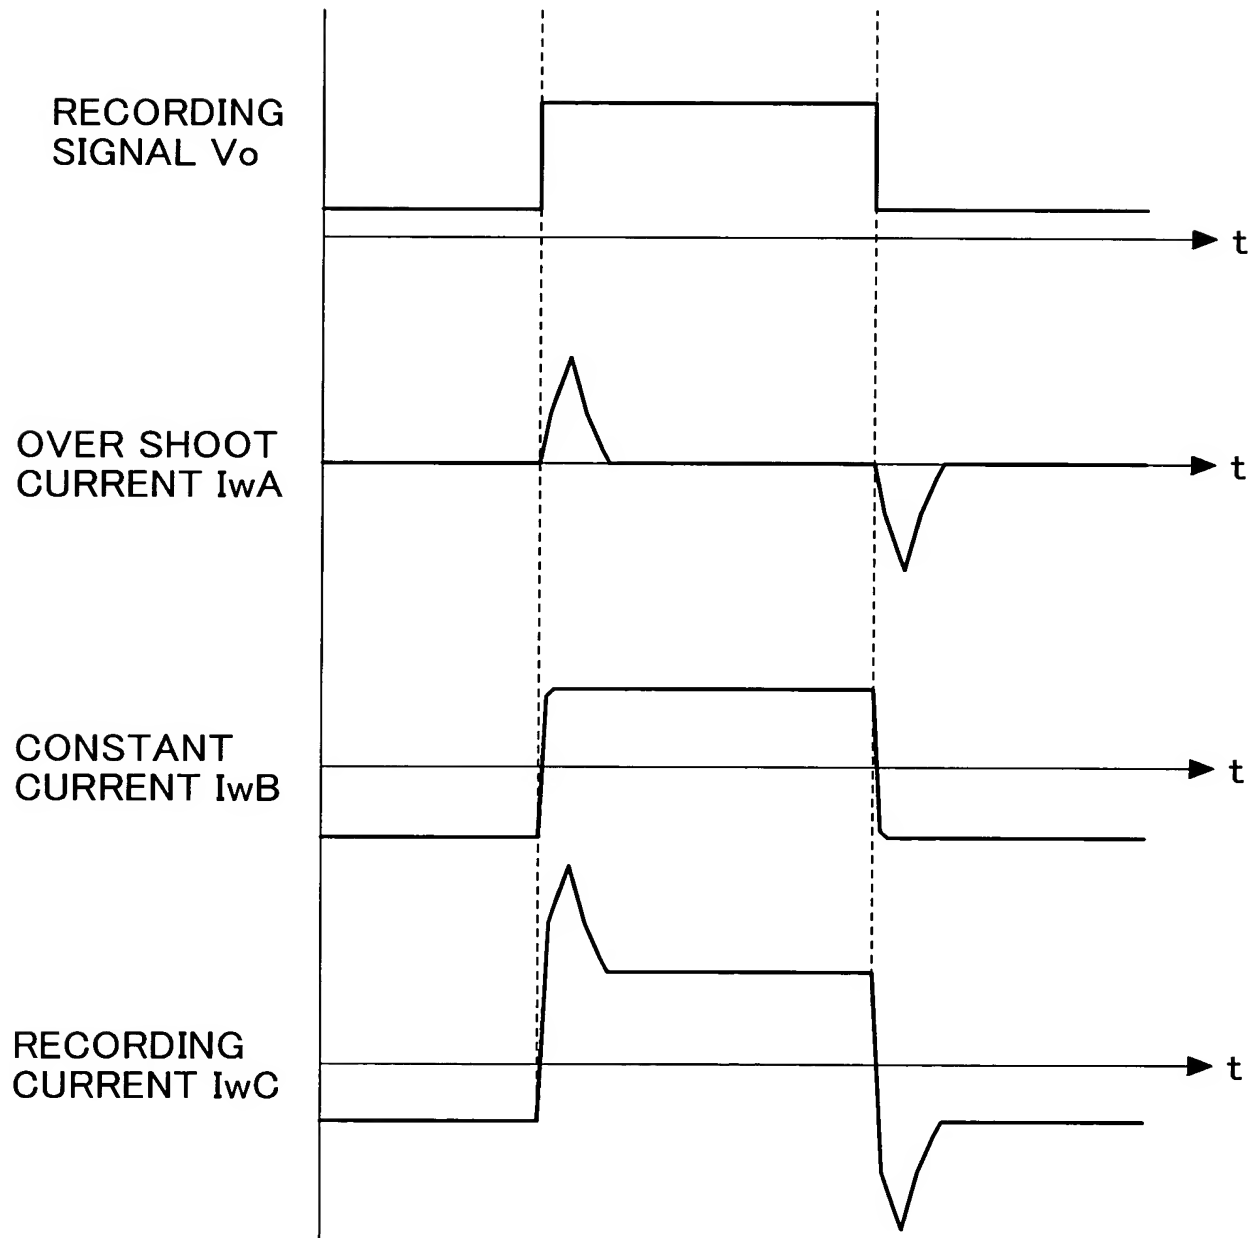 RECORDING
SIGNAL Vo
t
OVER SHOOT
CURRENT IwA
t
CONSTANT
CURRENT IwB
t
RECORDING
CURRENT IwC
t